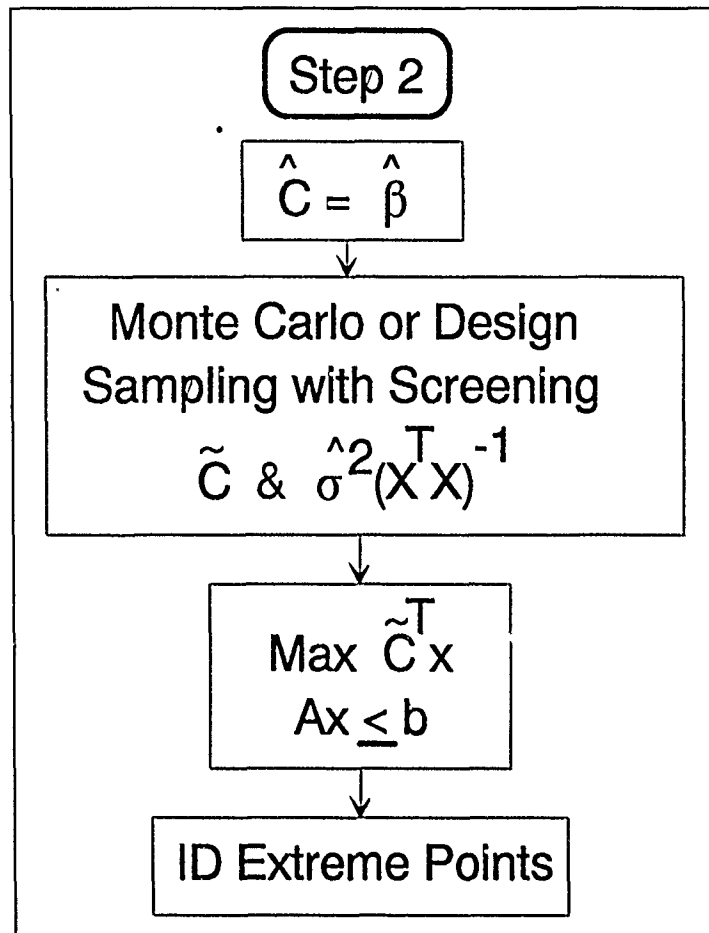 Step 2
Ĉ = β̂
Monte Carlo or Design
Sampling with Screening
C̃ & σ̂²(XᵀX)⁻¹
Max C̃ᵀx
Ax ≤ b
ID Extreme Points